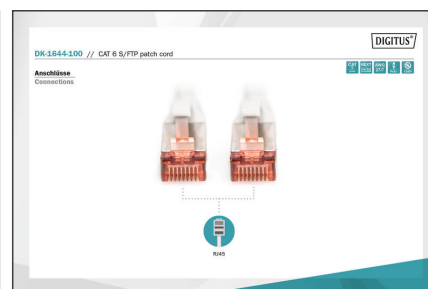 DIGITUS®
DK-1644-100 // CAT 6 S/FTP patch cord
Anschlüsse
Connections
RJ45